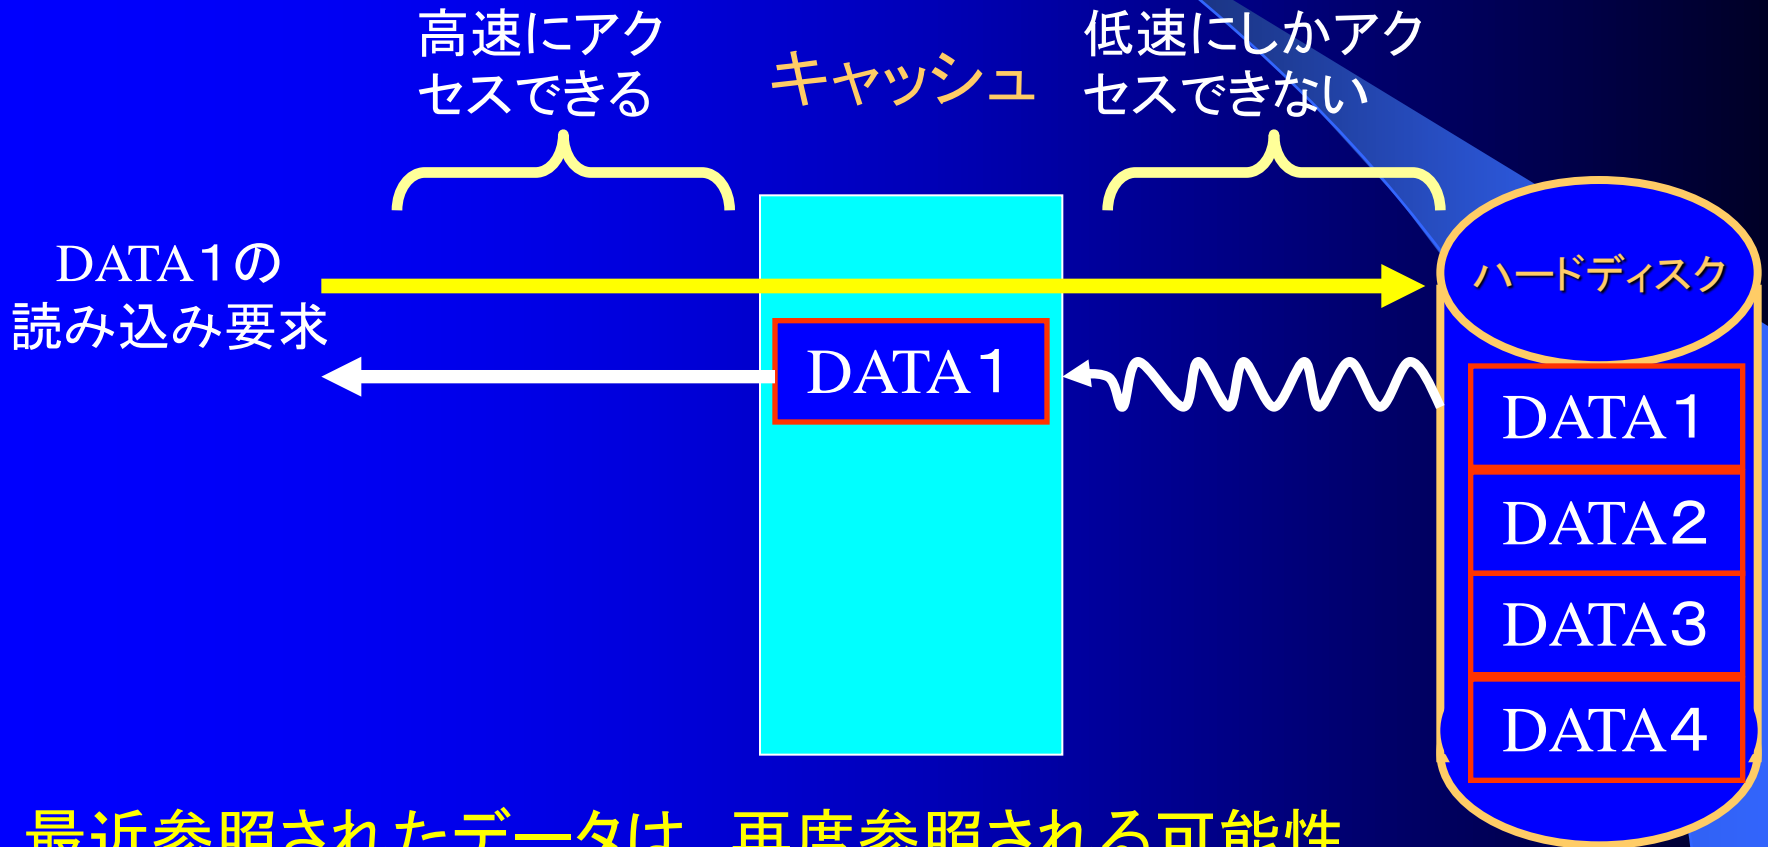 高速にアク
セスできる
キャッシュ
低速にしかアク
セスできない
DATA１の
読み込み要求
ハードディスク
DATA１
DATA１
DATA２
DATA３
DATA４
最近参照されたデータは、再度参照される可能性